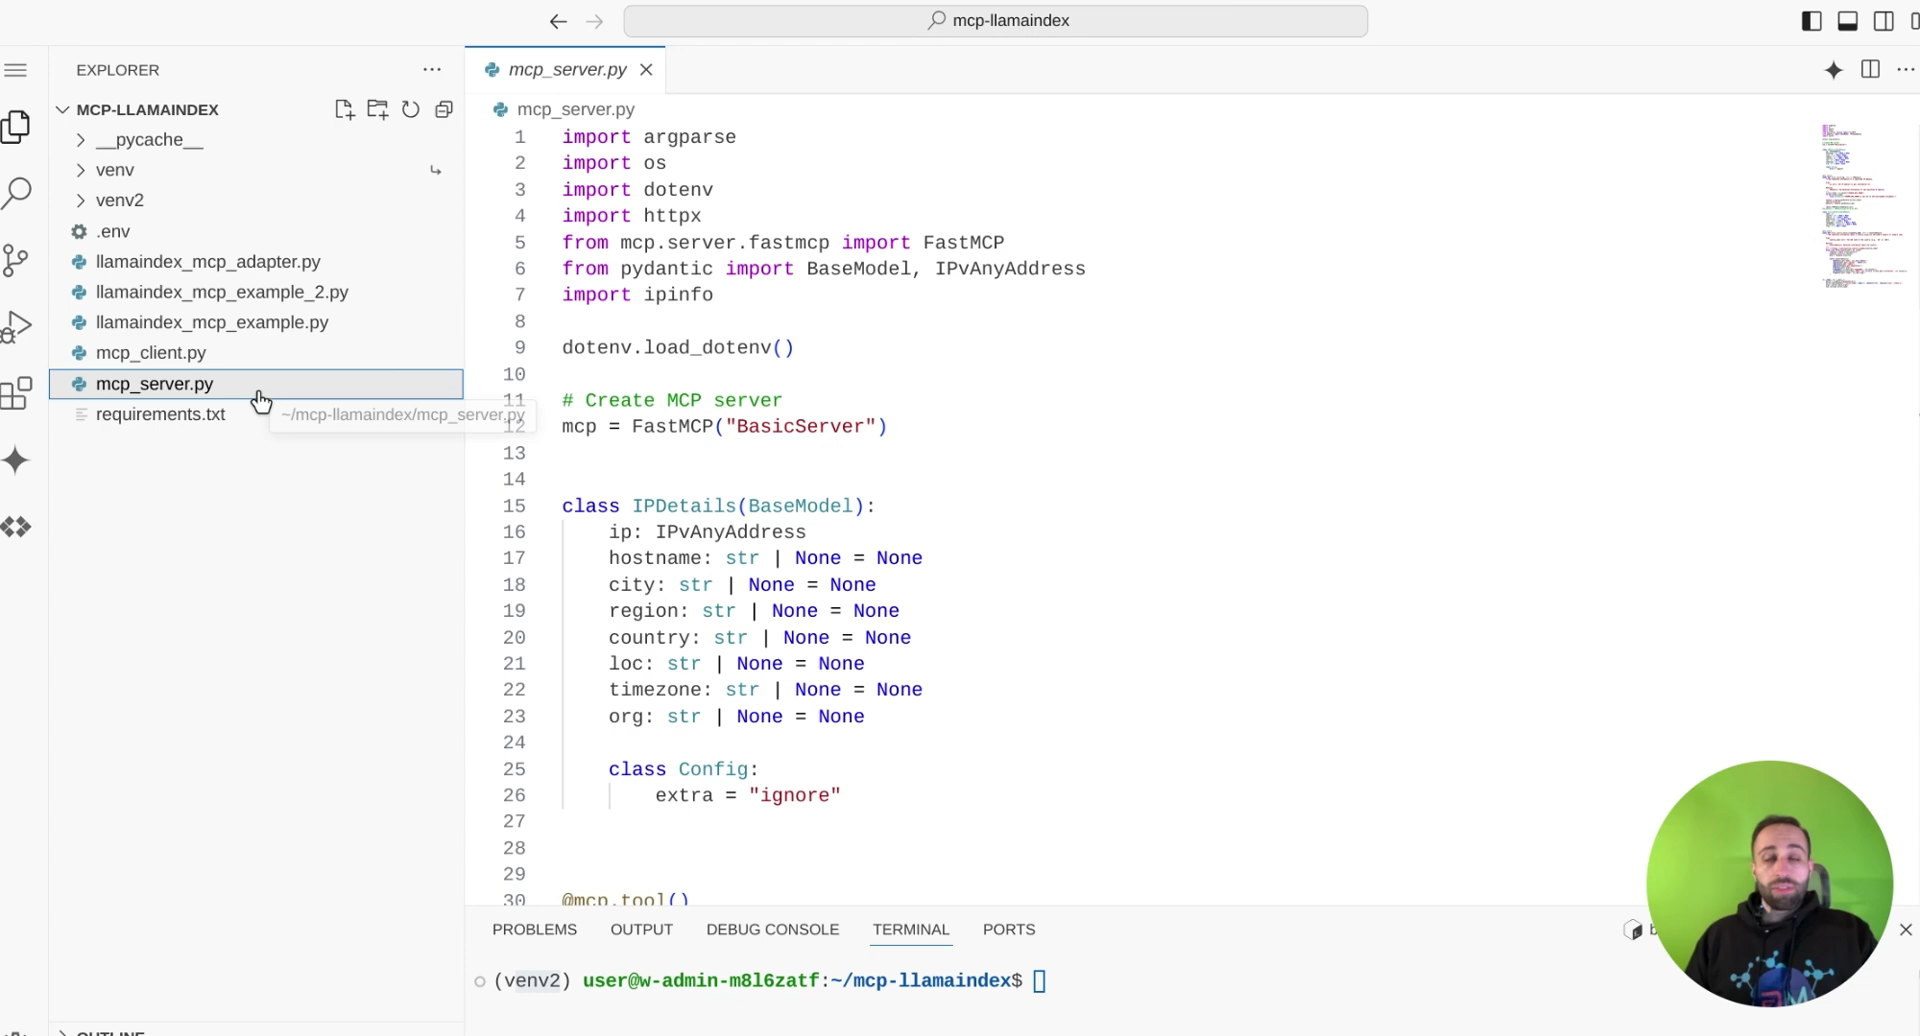 mcp-llamaindex
EXPLORER
MCP-LLAMAINDEX
__pycache__
venv
venv2
.env
llamaindex_mcp_adapter.py
llamaindex_mcp_example_2.py
llamaindex_mcp_example.py
mcp_client.py
mcp_server.py
requirements.txt
~/mcp-llamaindex/mcp_server.py
OUTLINE
mcp_server.py
mcp_server.py
1 import argparse
2 import os
3 import dotenv
4 import httpx
5 from mcp.server.fastmcp import FastMCP
6 from pydantic import BaseModel, IPvAnyAddress
7 import ipinfo
8
9 dotenv.load_dotenv()
10
11 # Create MCP server
12 mcp = FastMCP("BasicServer")
13
14
15 class IPDetails(BaseModel):
16 ip: IPvAnyAddress
17 hostname: str | None = None
18 city: str | None = None
19 region: str | None = None
20 country: str | None = None
21 loc: str | None = None
22 timezone: str | None = None
23 org: str | None = None
24
25 class Config:
26 extra = "ignore"
27
28
29
30 @mcp.tool()
PROBLEMS OUTPUT DEBUG CONSOLE TERMINAL PORTS
(venv2) user@w-admin-m8l6zatf:~/mcp-llamaindex$